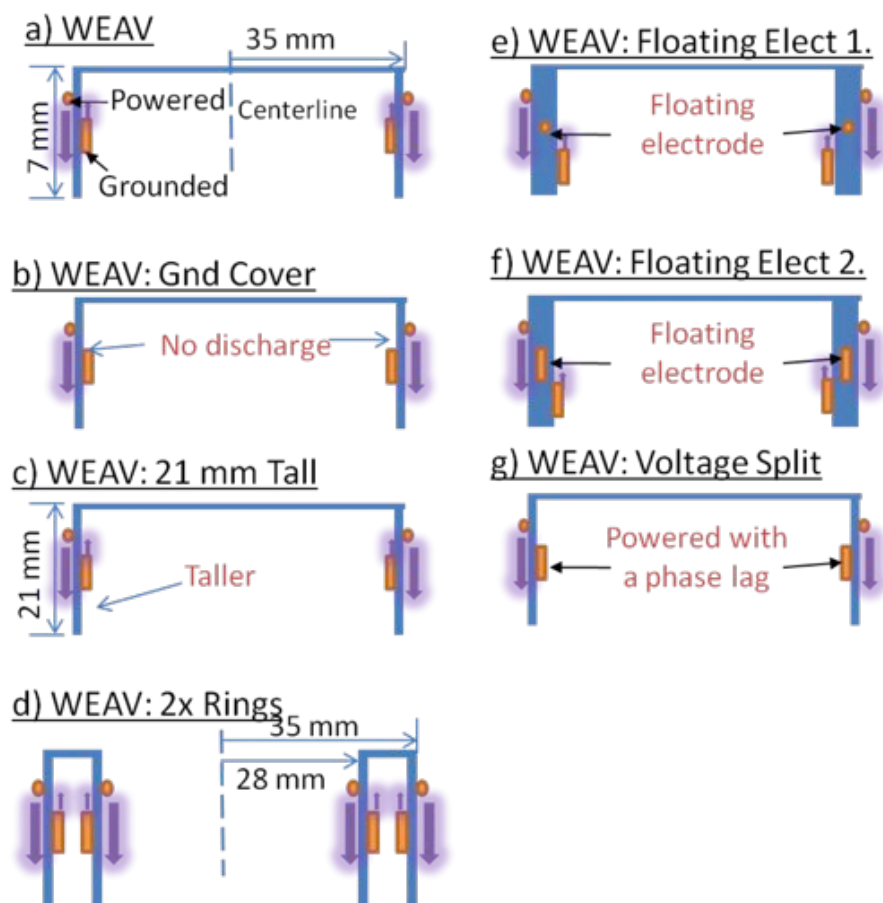 a) WEAV
35 mm
Powered
Centerline
7 mm
Grounded
b) WEAV: Gnd Cover
No discharge
c) WEAV: 21 mm Tall
21 mm
Taller
d) WEAV: 2x Rings
35 mm
28 mm
e) WEAV: Floating Elect 1.
Floating
electrode
f) WEAV: Floating Elect 2.
Floating
electrode
g) WEAV: Voltage Split
Powered with
a phase lag